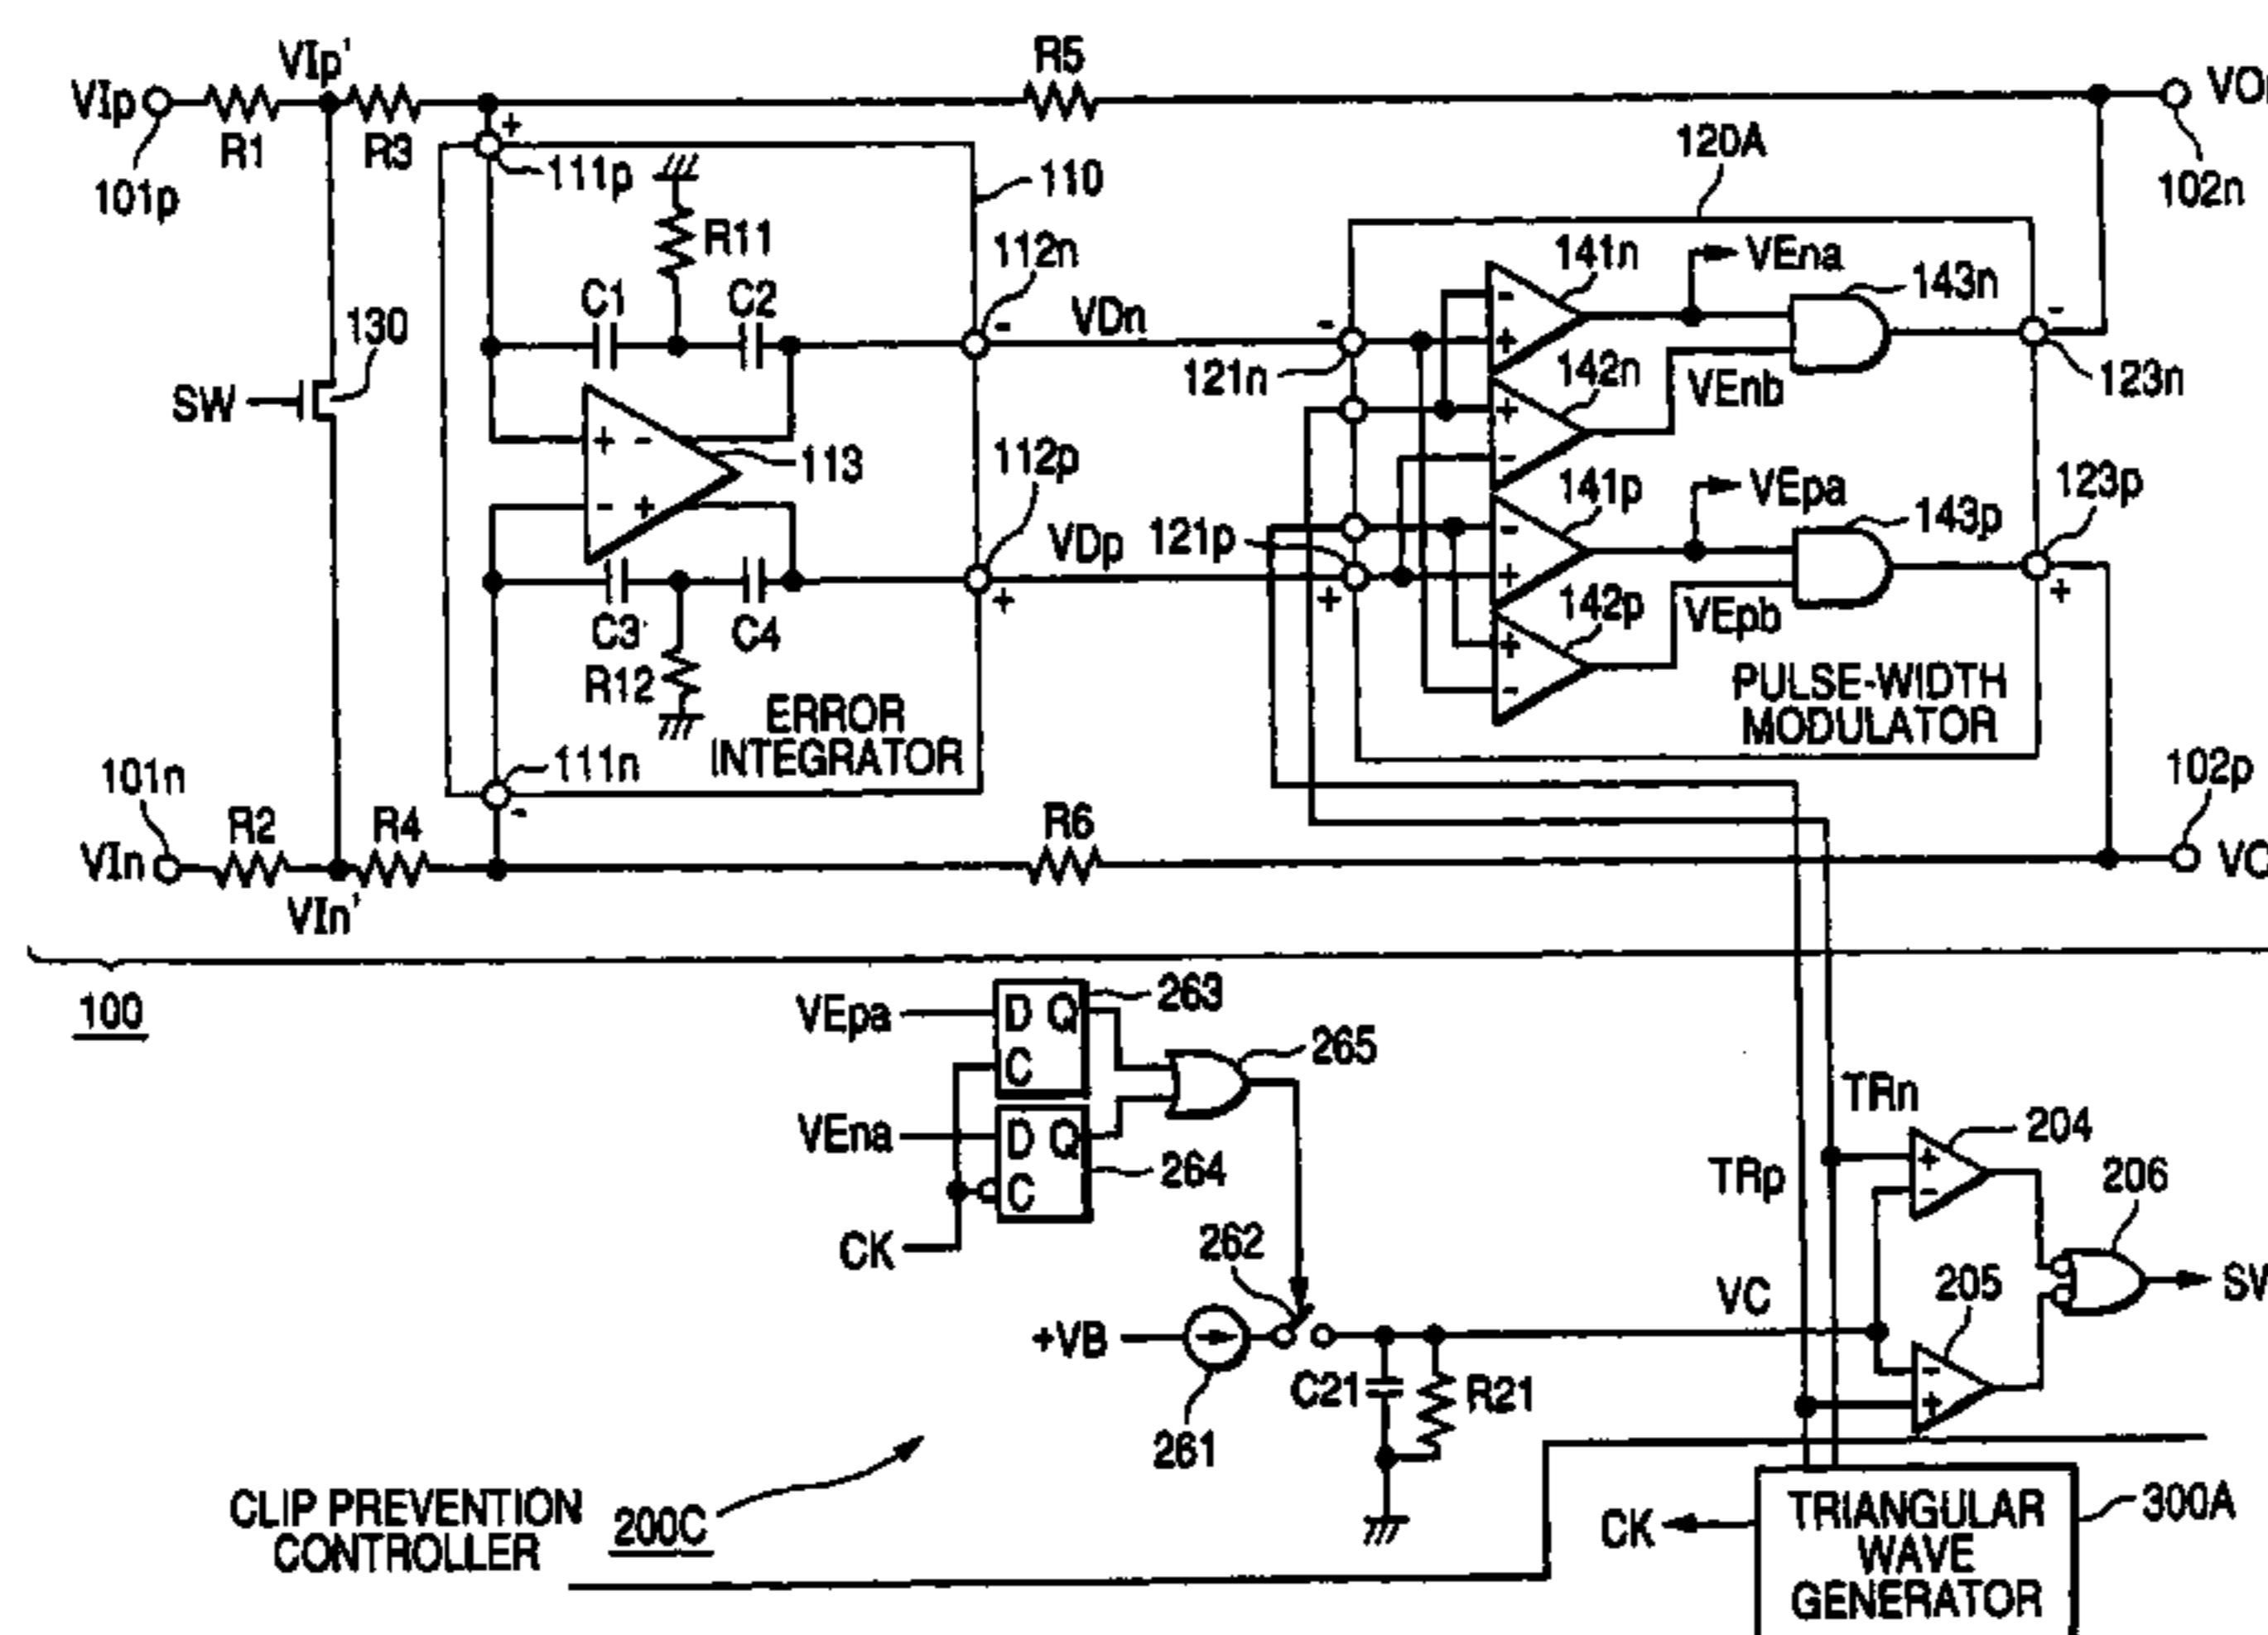 VIp
VIp'
R1
R3
R5
VO
101p
102n
+
111p
110
120A
R11
112n
141n
VEna
143n
C1
C2
-
VDn
-
-
+
-
130
121n
142n
VEnb
123n
SW
+
-
113
112p
+
-
141p
VEpa
123p
-
+
VDp
121p
-
143p
+
+
+
142p
VEpb
+
C3
C4
R12
+
-
PULSE-WIDTH
MODULATOR
ERROR
INTEGRATOR
101n
111n
-
102p
VIn
R2
R4
R6
VO
VIn'
100
VEpa
D Q
C
263
265
TRn
VEna
D Q
C
264
+
-
204
TRp
206
CK
262
205
VC
SW
+VB
-
+
261
C21
R21
CLIP PREVENTION
CONTROLLER
200C
CK
TRIANGULAR
WAVE
GENERATOR
300A